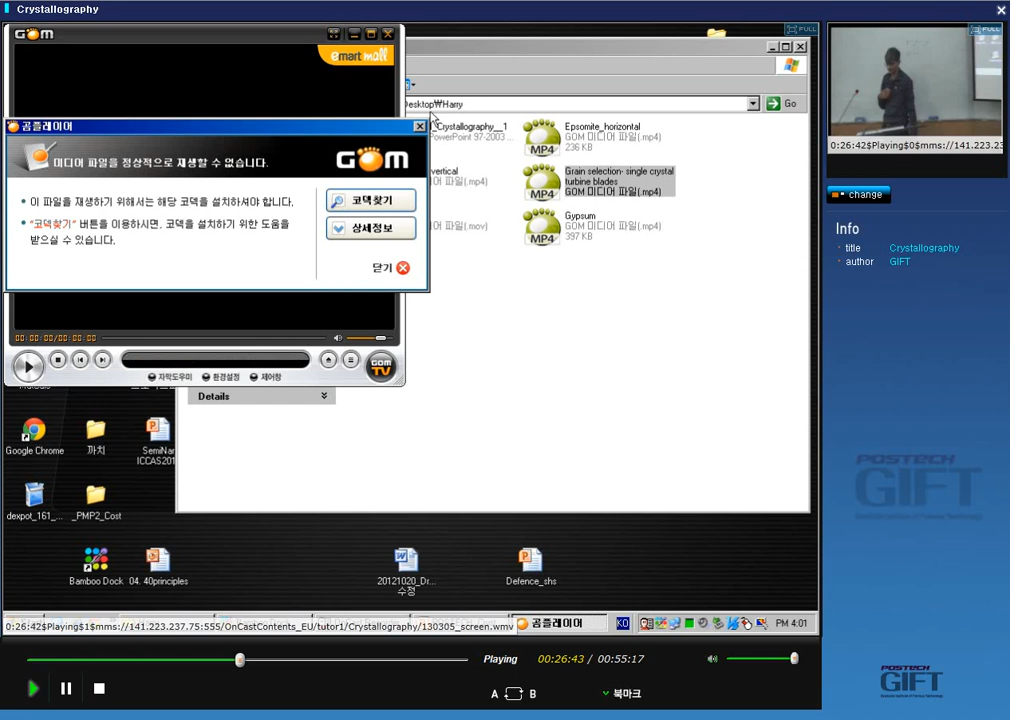 Crystallography
GOM
emart mall
FULL
Desktop₩Harry
Go
곰플레이어
미디어 파일을 정상적으로 재생할 수 없습니다.
GOM
이 파일을 재생하기 위해서는 해당 코덱을 설치하셔야 합니다.
"코덱찾기" 버튼을 이용하시면, 코덱을 설치하기 위한 도움을
받으실 수 있습니다.
코덱찾기
상세정보
닫기
_Crystallography__1
PowerPoint 97-2003 ...
vertical
미디어 파일(.mp4)
미디어 파일(.mov)
MP4
Epsomite_horizontal
GOM 미디어 파일(.mp4)
236 KB
MP4
Grain selection- single crystal
turbine blades
GOM 미디어 파일(.mp4)
MP4
Gypsum
GOM 미디어 파일(.mp4)
397 KB
00:00:00/00:00:00
자막도우미
환경설정
제어창
GOM
TV
Details
Google Chrome
까치
SemiNar
ICCAS201
dexpot_161_...
_PMP2_Cost
Bamboo Dock
04. 40principles
20121020_Dr...
수정
Defence_shs
0:26:42$Playing$1$mms://141.223.237.75:555/OnCastContents_EU/tutor1/Crystallography/130305_screen.wmv
곰플레이어
KO
PM 4:01
Playing
00:26:43 / 00:55:17
A
B
북마크
FULL
0:26:42$Playing$0$mms://141.223.23
change
Info
title
Crystallography
author
GIFT
POSTECH
GIFT
POSTECH
GIFT